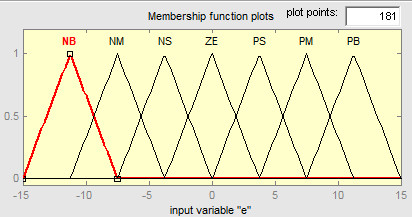 Membership function plots plot points: 181
NB NM NS ZE PS PM PB
1
0.5
0
-15 -10 -5 0 5 10 15
input variable "e"